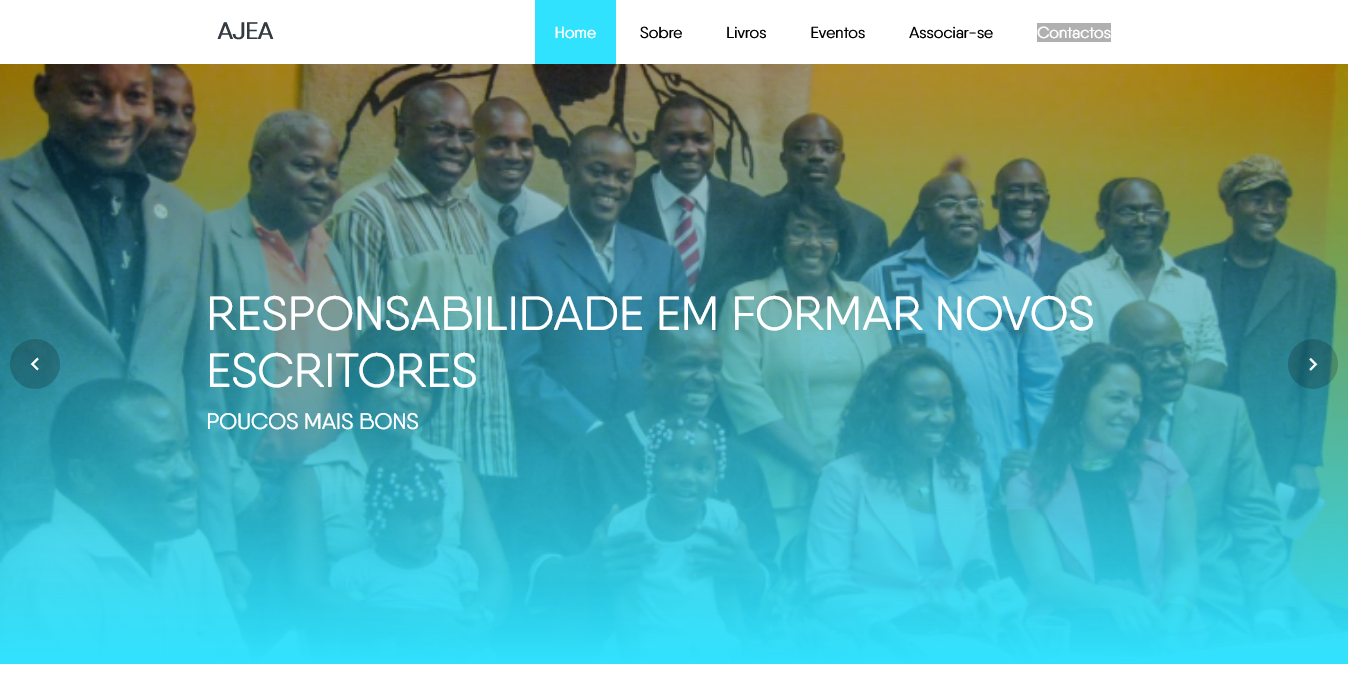 AJEA
Home
Sobre
Livros
Eventos
Associar-se
Contactos
RESPONSABILIDADE EM FORMAR NOVOS
ESCRITORES
POUCOS MAIS BONS